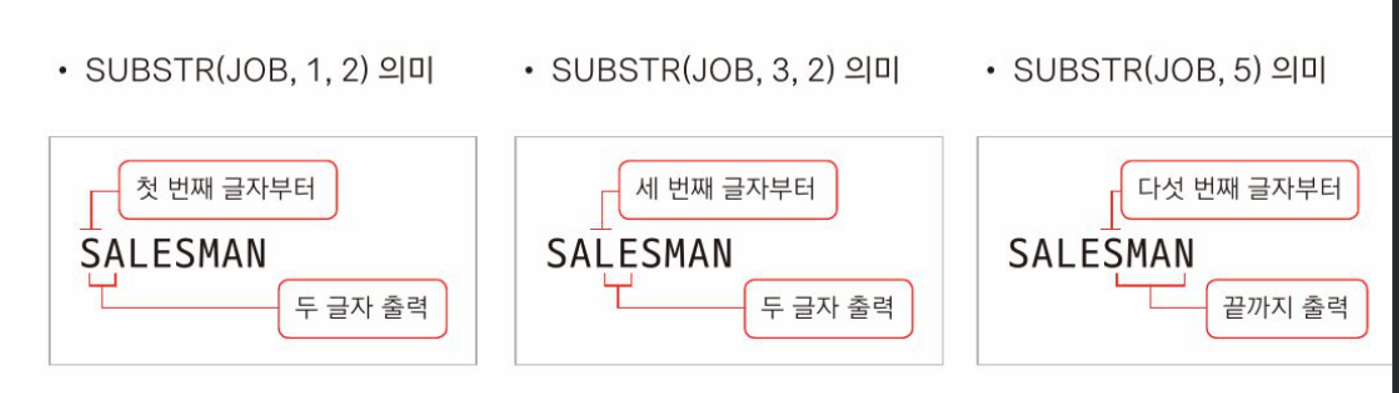 • SUBSTR(JOB, 1, 2) 의미
첫 번째 글자부터
SALESMAN
두 글자 출력
• SUBSTR(JOB, 3, 2) 의미
세 번째 글자부터
SALESMAN
두 글자 출력
• SUBSTR(JOB, 5) 의미
다섯 번째 글자부터
SALESMAN
끝까지 출력